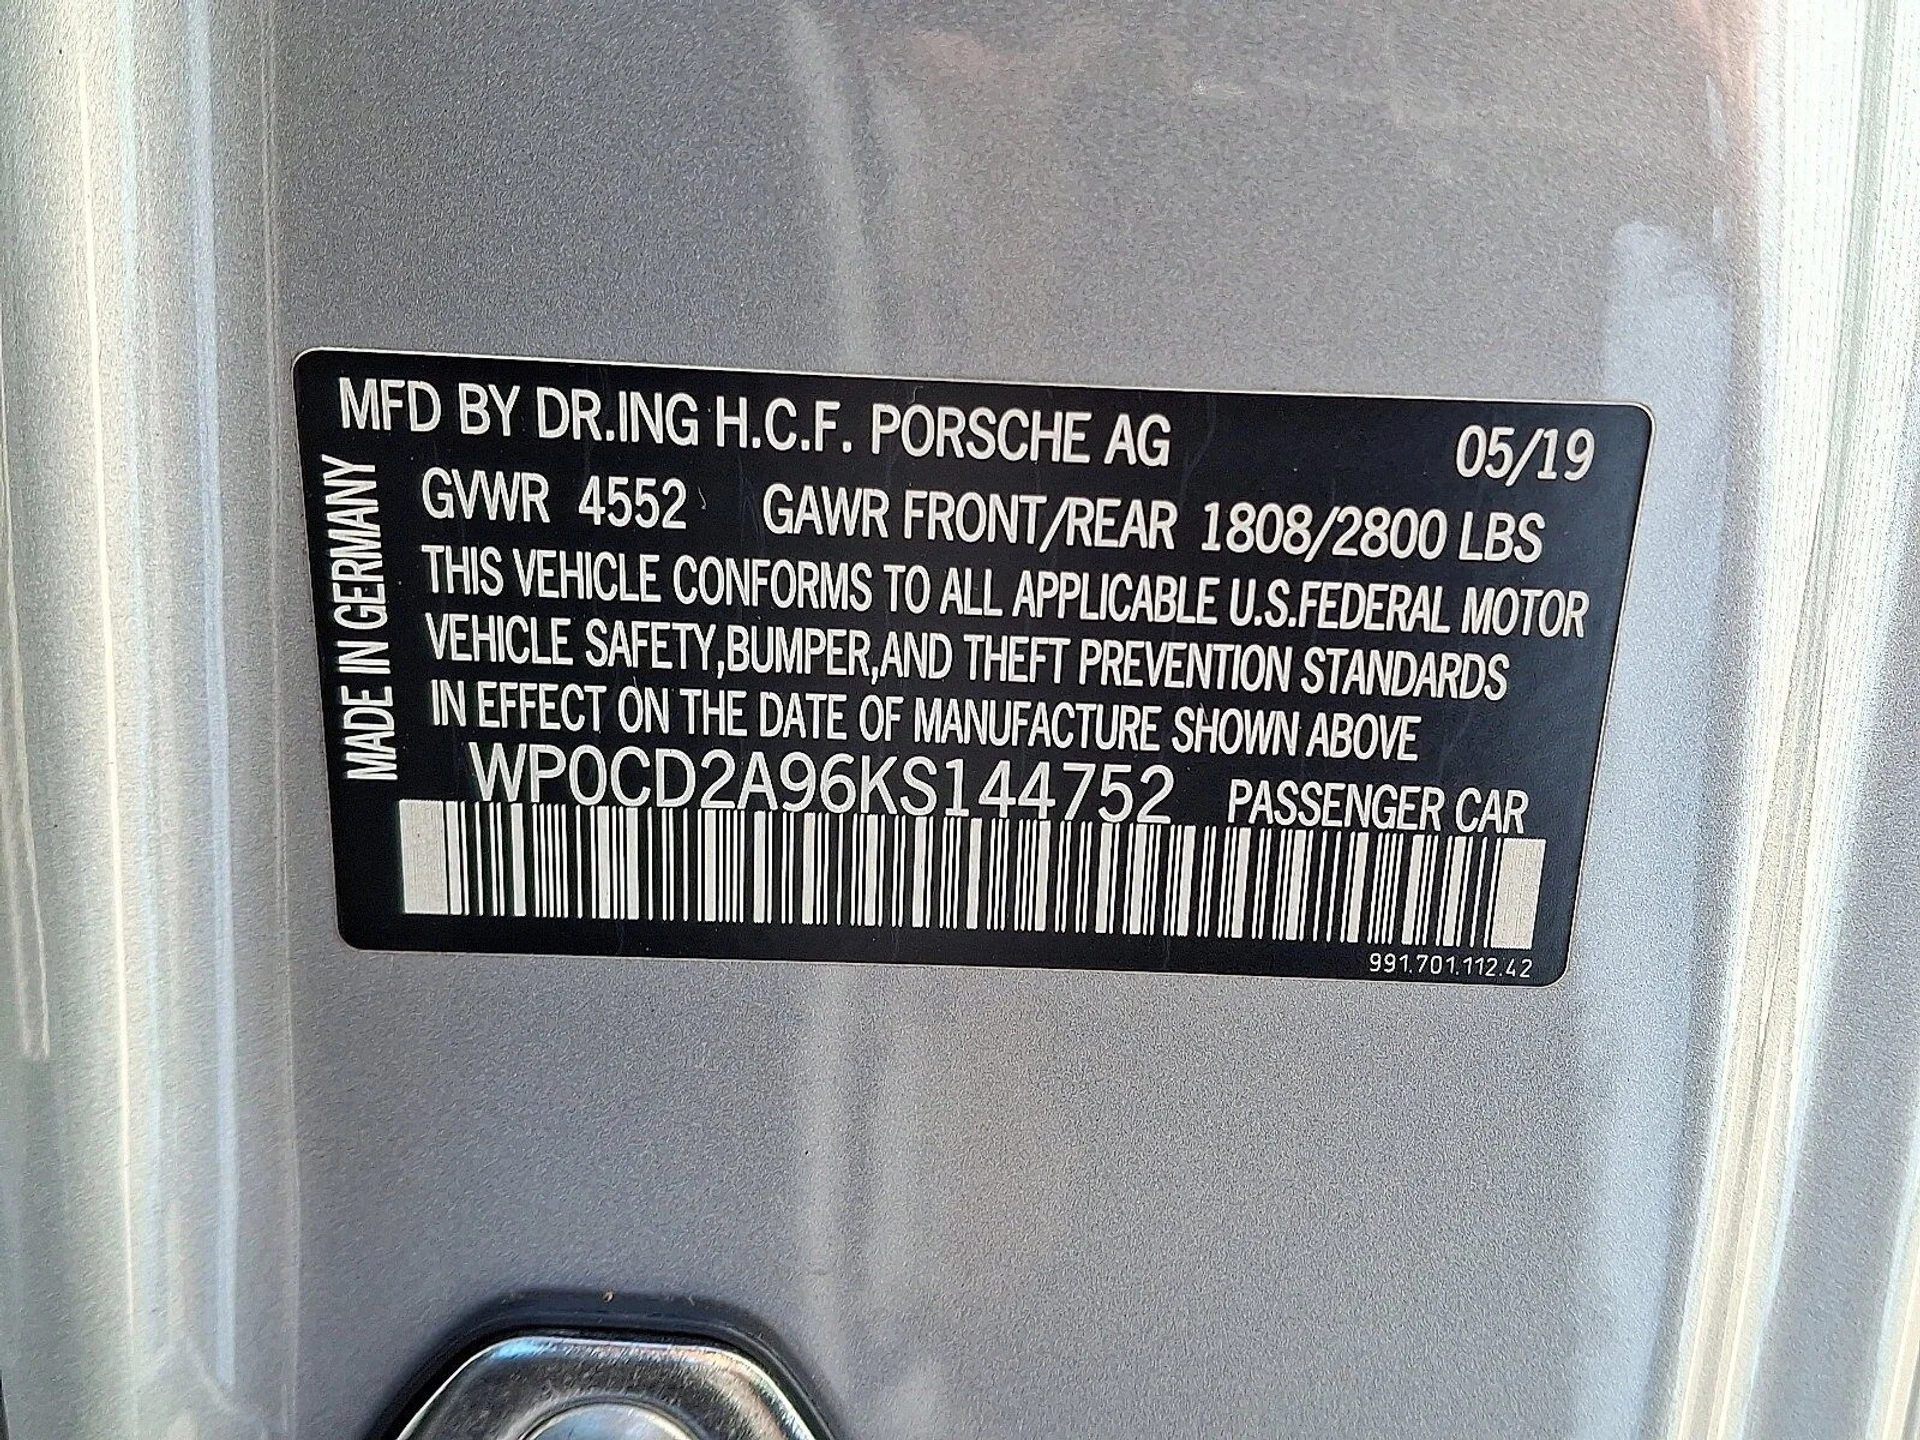 MFD BY DR.ING H.C.F. PORSCHE AG 05/19
MADE IN GERMANY
GVWR 4552 GAWR FRONT/REAR 1808/2800 LBS
THIS VEHICLE CONFORMS TO ALL APPLICABLE U.S.FEDERAL MOTOR
VEHICLE SAFETY,BUMPER,AND THEFT PREVENTION STANDARDS
IN EFFECT ON THE DATE OF MANUFACTURE SHOWN ABOVE
WP0CD2A96KS144752 PASSENGER CAR
991.701.112.42